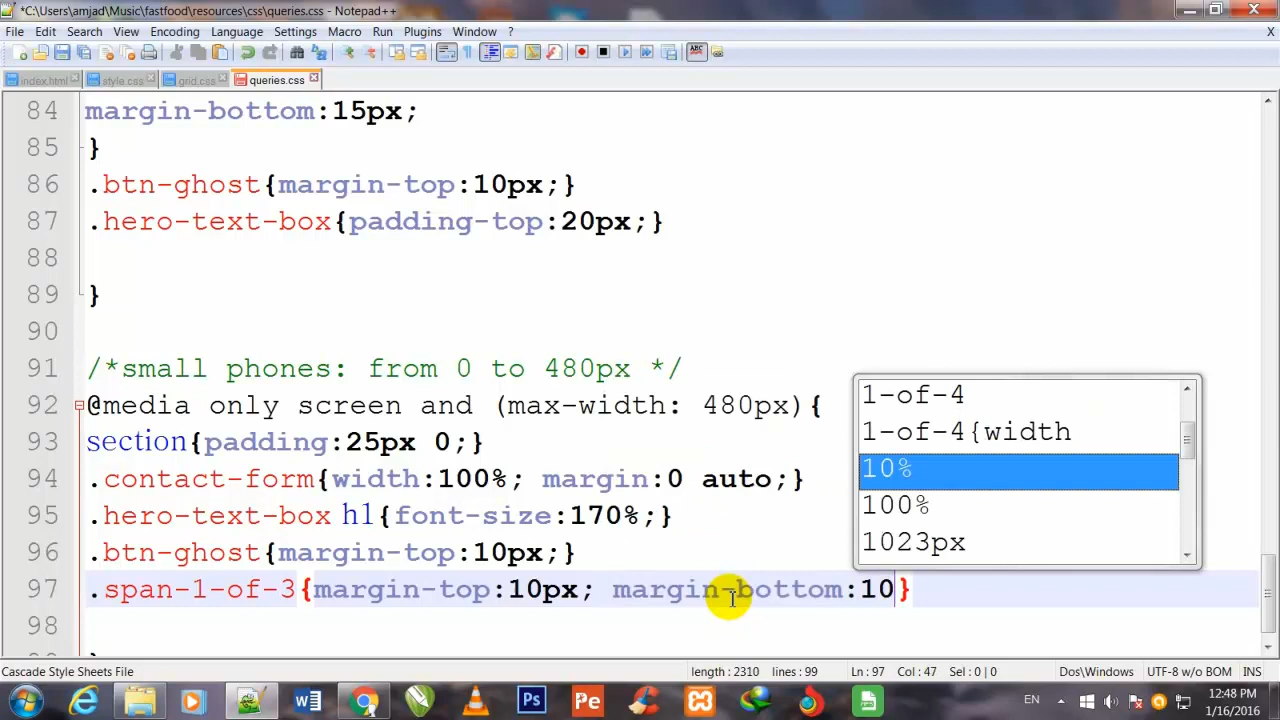 *C:\Users\amjad\Music\fastfood\resources\css\queries.css - Notepad++
File Edit Search View Encoding Language Settings Macro Run Plugins Window ? X
index.html style.css grid.css queries.css
84 margin-bottom:15px;
85 }
86 .btn-ghost{margin-top:10px;}
87 .hero-text-box{padding-top:20px;}
88
89 }
90
91 /*small phones: from 0 to 480px */
92 @media only screen and (max-width: 480px){
93 section{padding:25px 0;}
94 .contact-form{width:100%; margin:0 auto;}
95 .hero-text-box h1{font-size:170%;}
96 .btn-ghost{margin-top:10px;}
97 .span-1-of-3{margin-top:10px; margin-bottom:10}
98
1-of-4
1-of-4{width
10%
100%
1023px
Cascade Style Sheets File length : 2310 lines : 99 Ln : 97 Col : 47 Sel : 0 | 0 Dos\Windows UTF-8 w/o BOM INS
EN 12:48 PM
1/16/2016